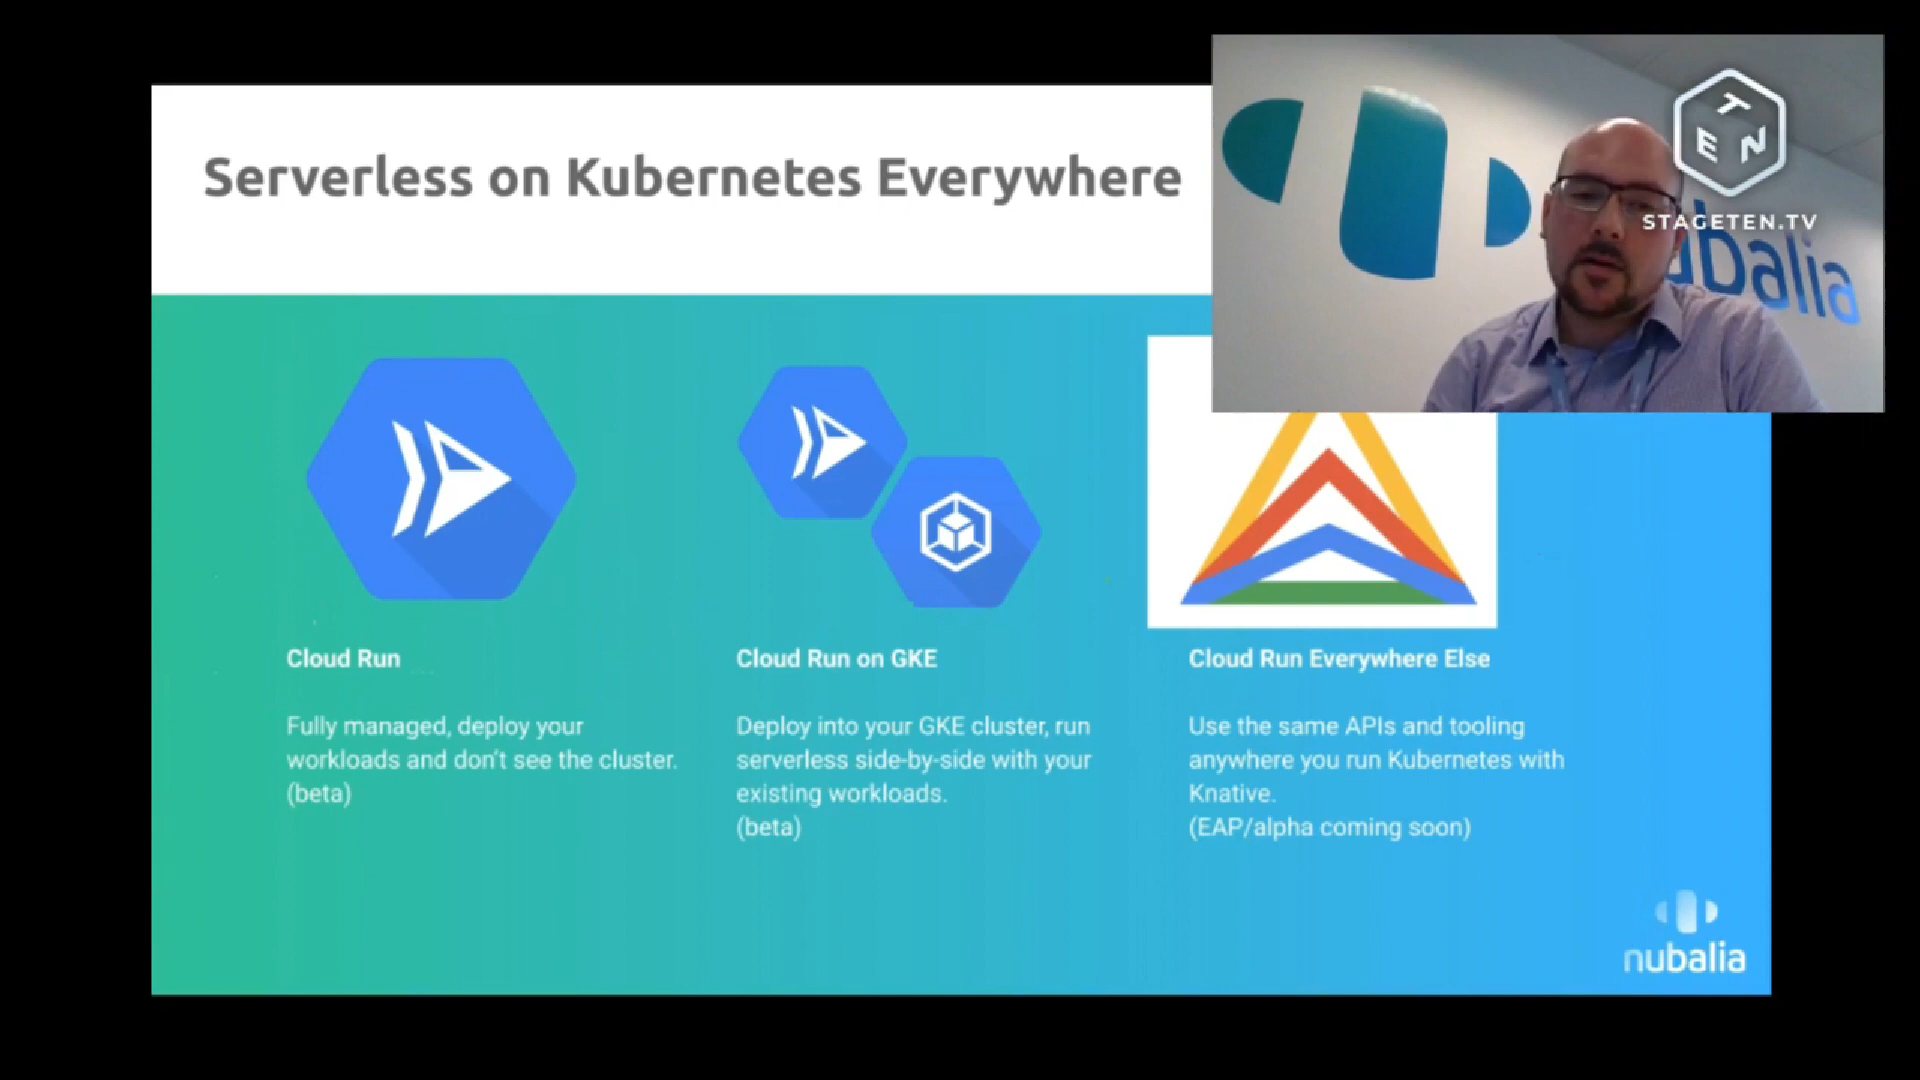 Serverless on Kubernetes Everywhere
TEN
STAGETEN.TV
ubalia
Cloud Run
Fully managed, deploy your
workloads and don't see the cluster.
(beta)
Cloud Run on GKE
Deploy into your GKE cluster, run
serverless side-by-side with your
existing workloads.
(beta)
Cloud Run Everywhere Else
Use the same APIs and tooling
anywhere you run Kubernetes with
Knative.
(EAP/alpha coming soon)
nubalia